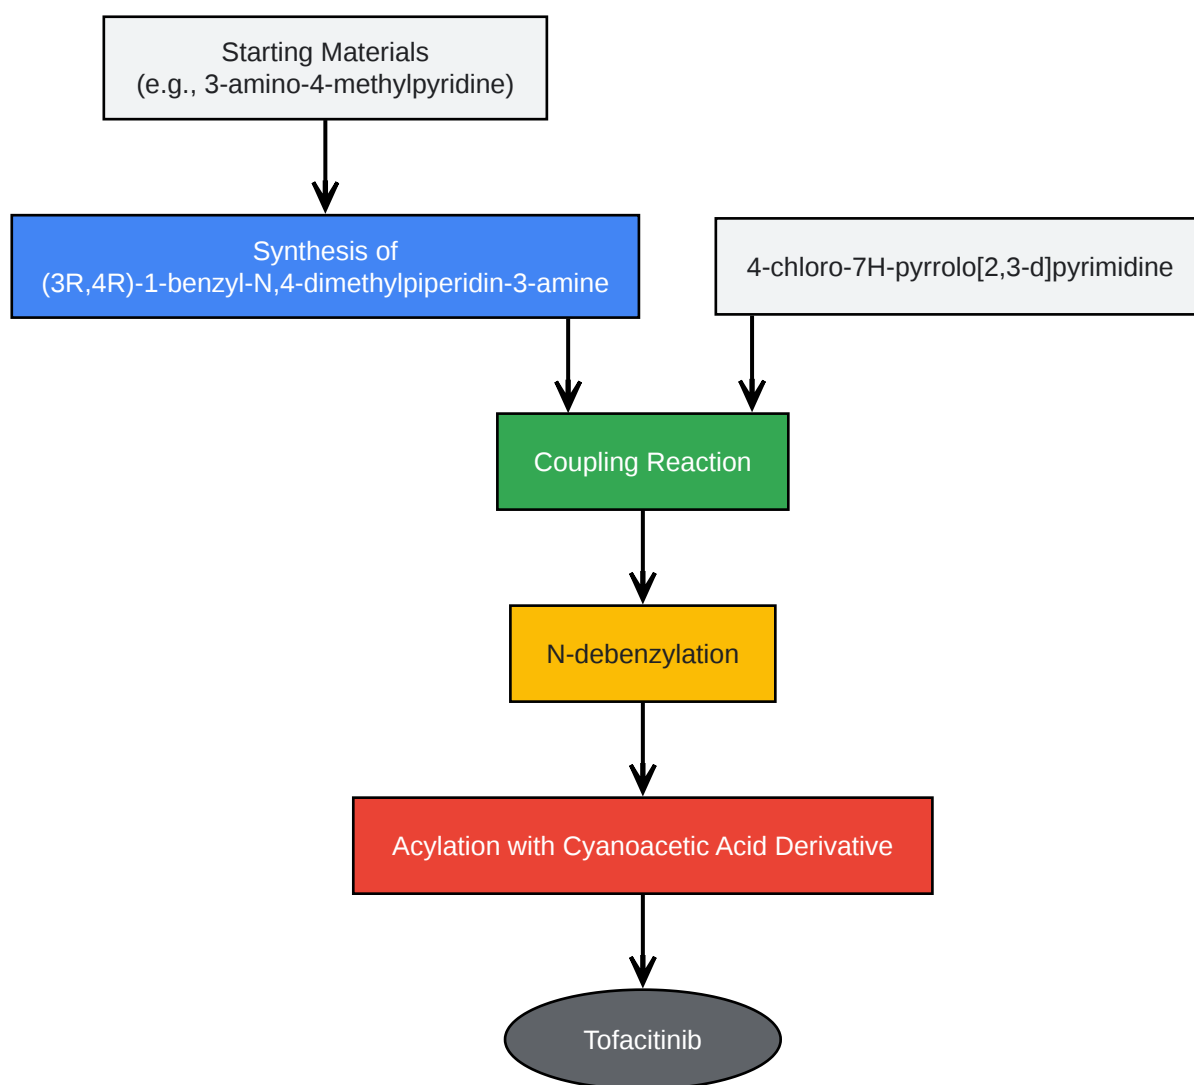 Starting Materials
(e.g., 3-amino-4-methylpyridine)
Synthesis of
(3R,4R)-1-benzyl-N,4-dimethylpiperidin-3-amine
4-chloro-7H-pyrrolo[2,3-d]pyrimidine
Coupling Reaction
N-debenzylation
Acylation with Cyanoacetic Acid Derivative
Tofacitinib